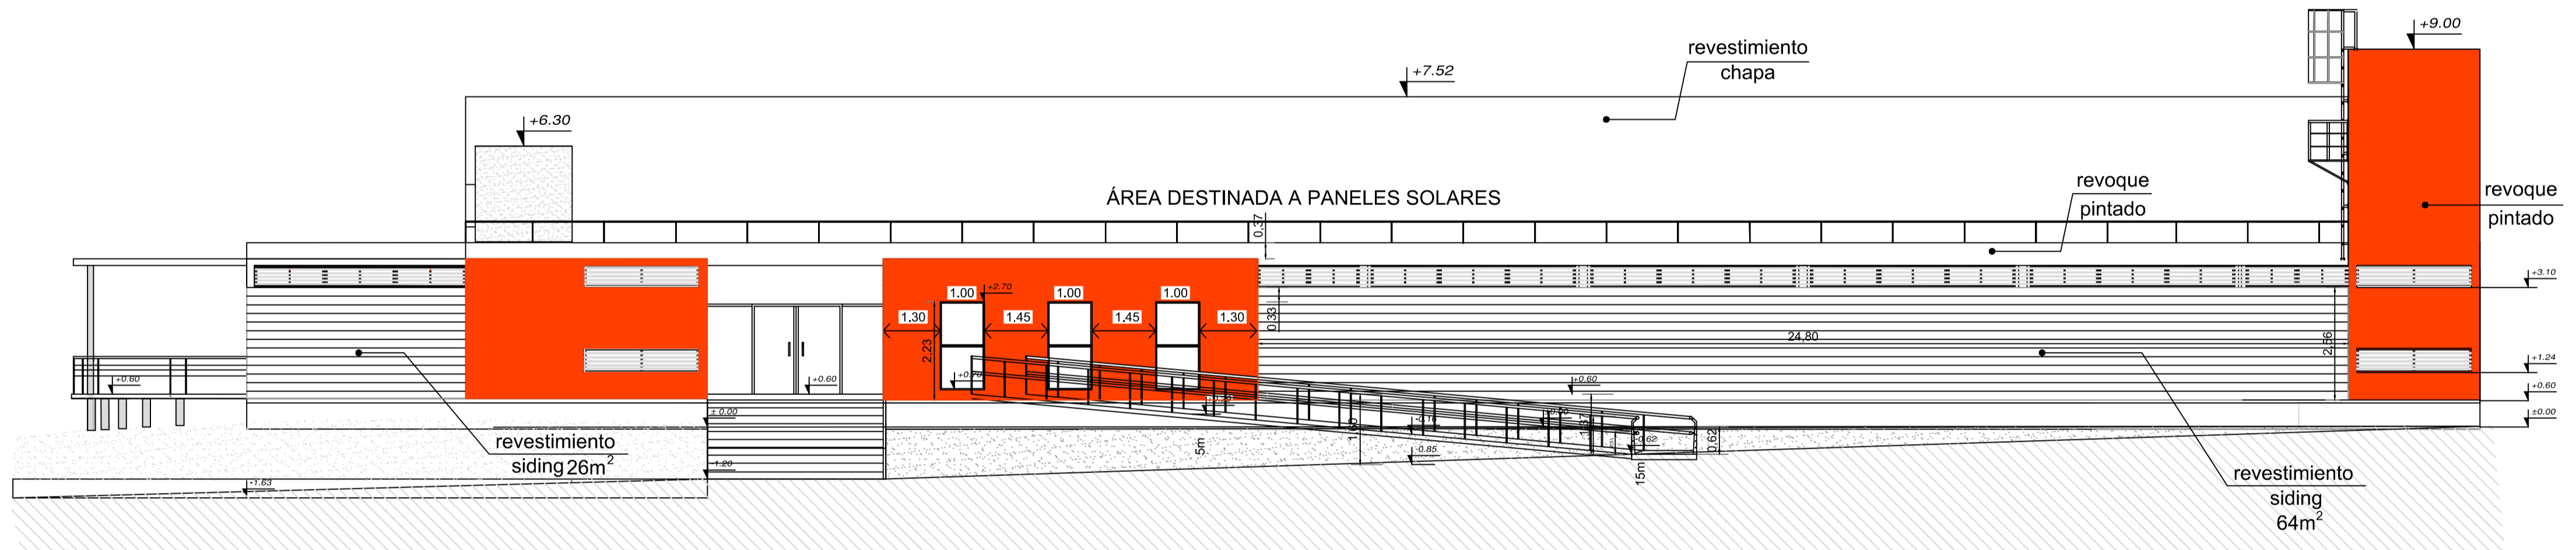 +9.00
revestimiento
chapa
+7.52
+6.30
ÁREA DESTINADA A PANELES SOLARES
revoque
pintado
revoque
pintado
0,37
+3.10
1.00
+2.70
1.00
1.00
1.30
1.45
1.45
1.30
0.33
24,80
2,56
2,23
+1.24
+0.60
+0.60
+0.60
+0.60
± 0.00
±0.00
1,60
0,62
-0.62
5m
-0.85
15m
revestimiento
siding 26m²
-1.20
-1.63
revestimiento
siding
64m²